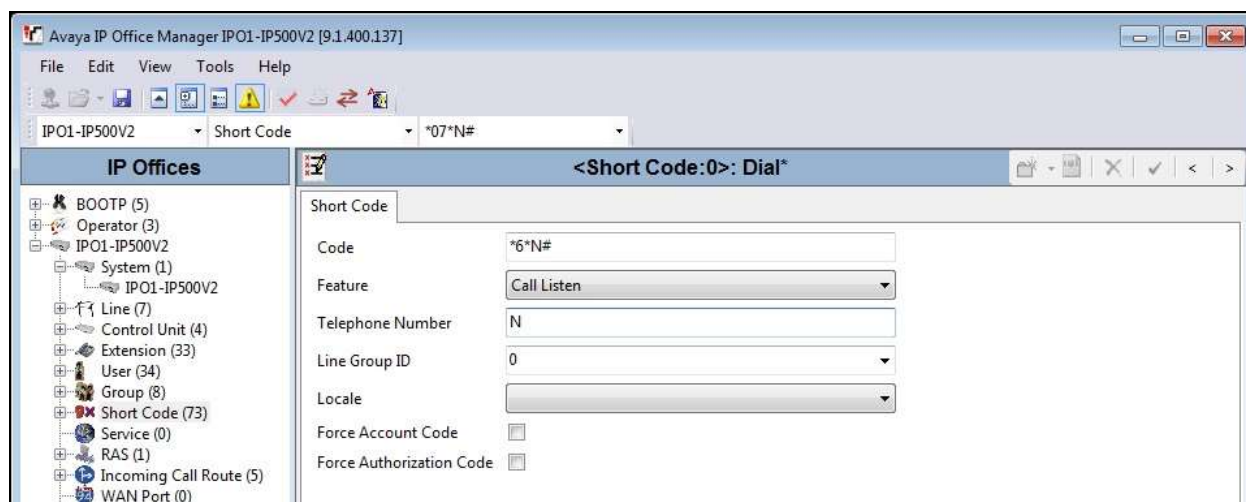 Avaya IP Office Manager IPO1-IP500V2 [9.1.400.137]
File Edit View Tools Help
IPO1-IP500V2 Short Code *07*N#
IP Offices
BOOTP (5)
Operator (3)
IPO1-IP500V2
System (1)
IPO1-IP500V2
Line (7)
Control Unit (4)
Extension (33)
User (34)
Group (8)
Short Code (73)
Service (0)
RAS (1)
Incoming Call Route (5)
WAN Port (0)
<Short Code:0>: Dial*
Short Code
Code *6*N#
Feature Call Listen
Telephone Number N
Line Group ID 0
Locale
Force Account Code
Force Authorization Code